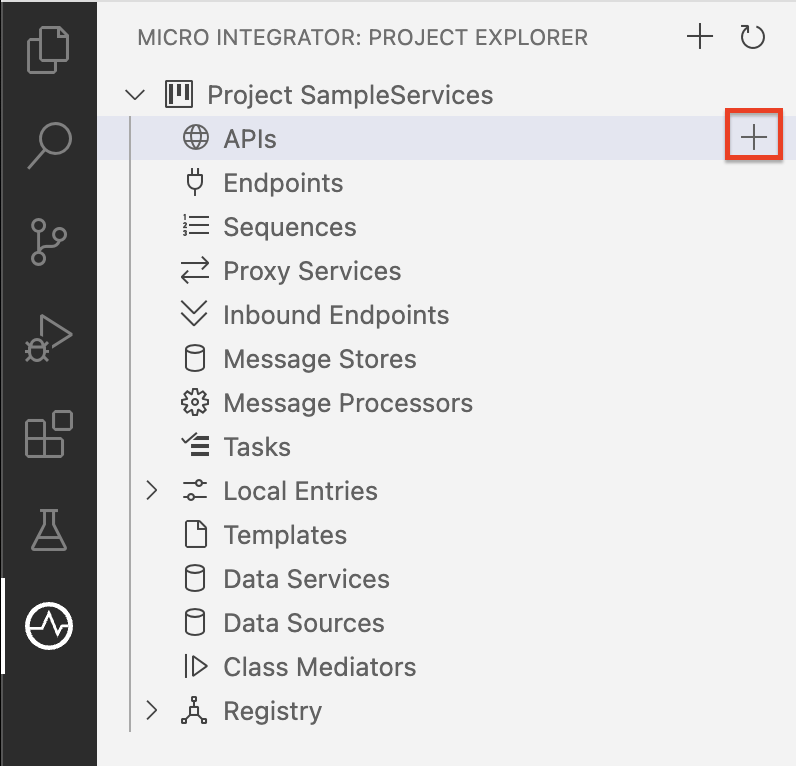 MICRO INTEGRATOR: PROJECT EXPLORER
Project SampleServices
APIs
Endpoints
Sequences
Proxy Services
Inbound Endpoints
Message Stores
Message Processors
Tasks
Local Entries
Templates
Data Services
Data Sources
Class Mediators
Registry